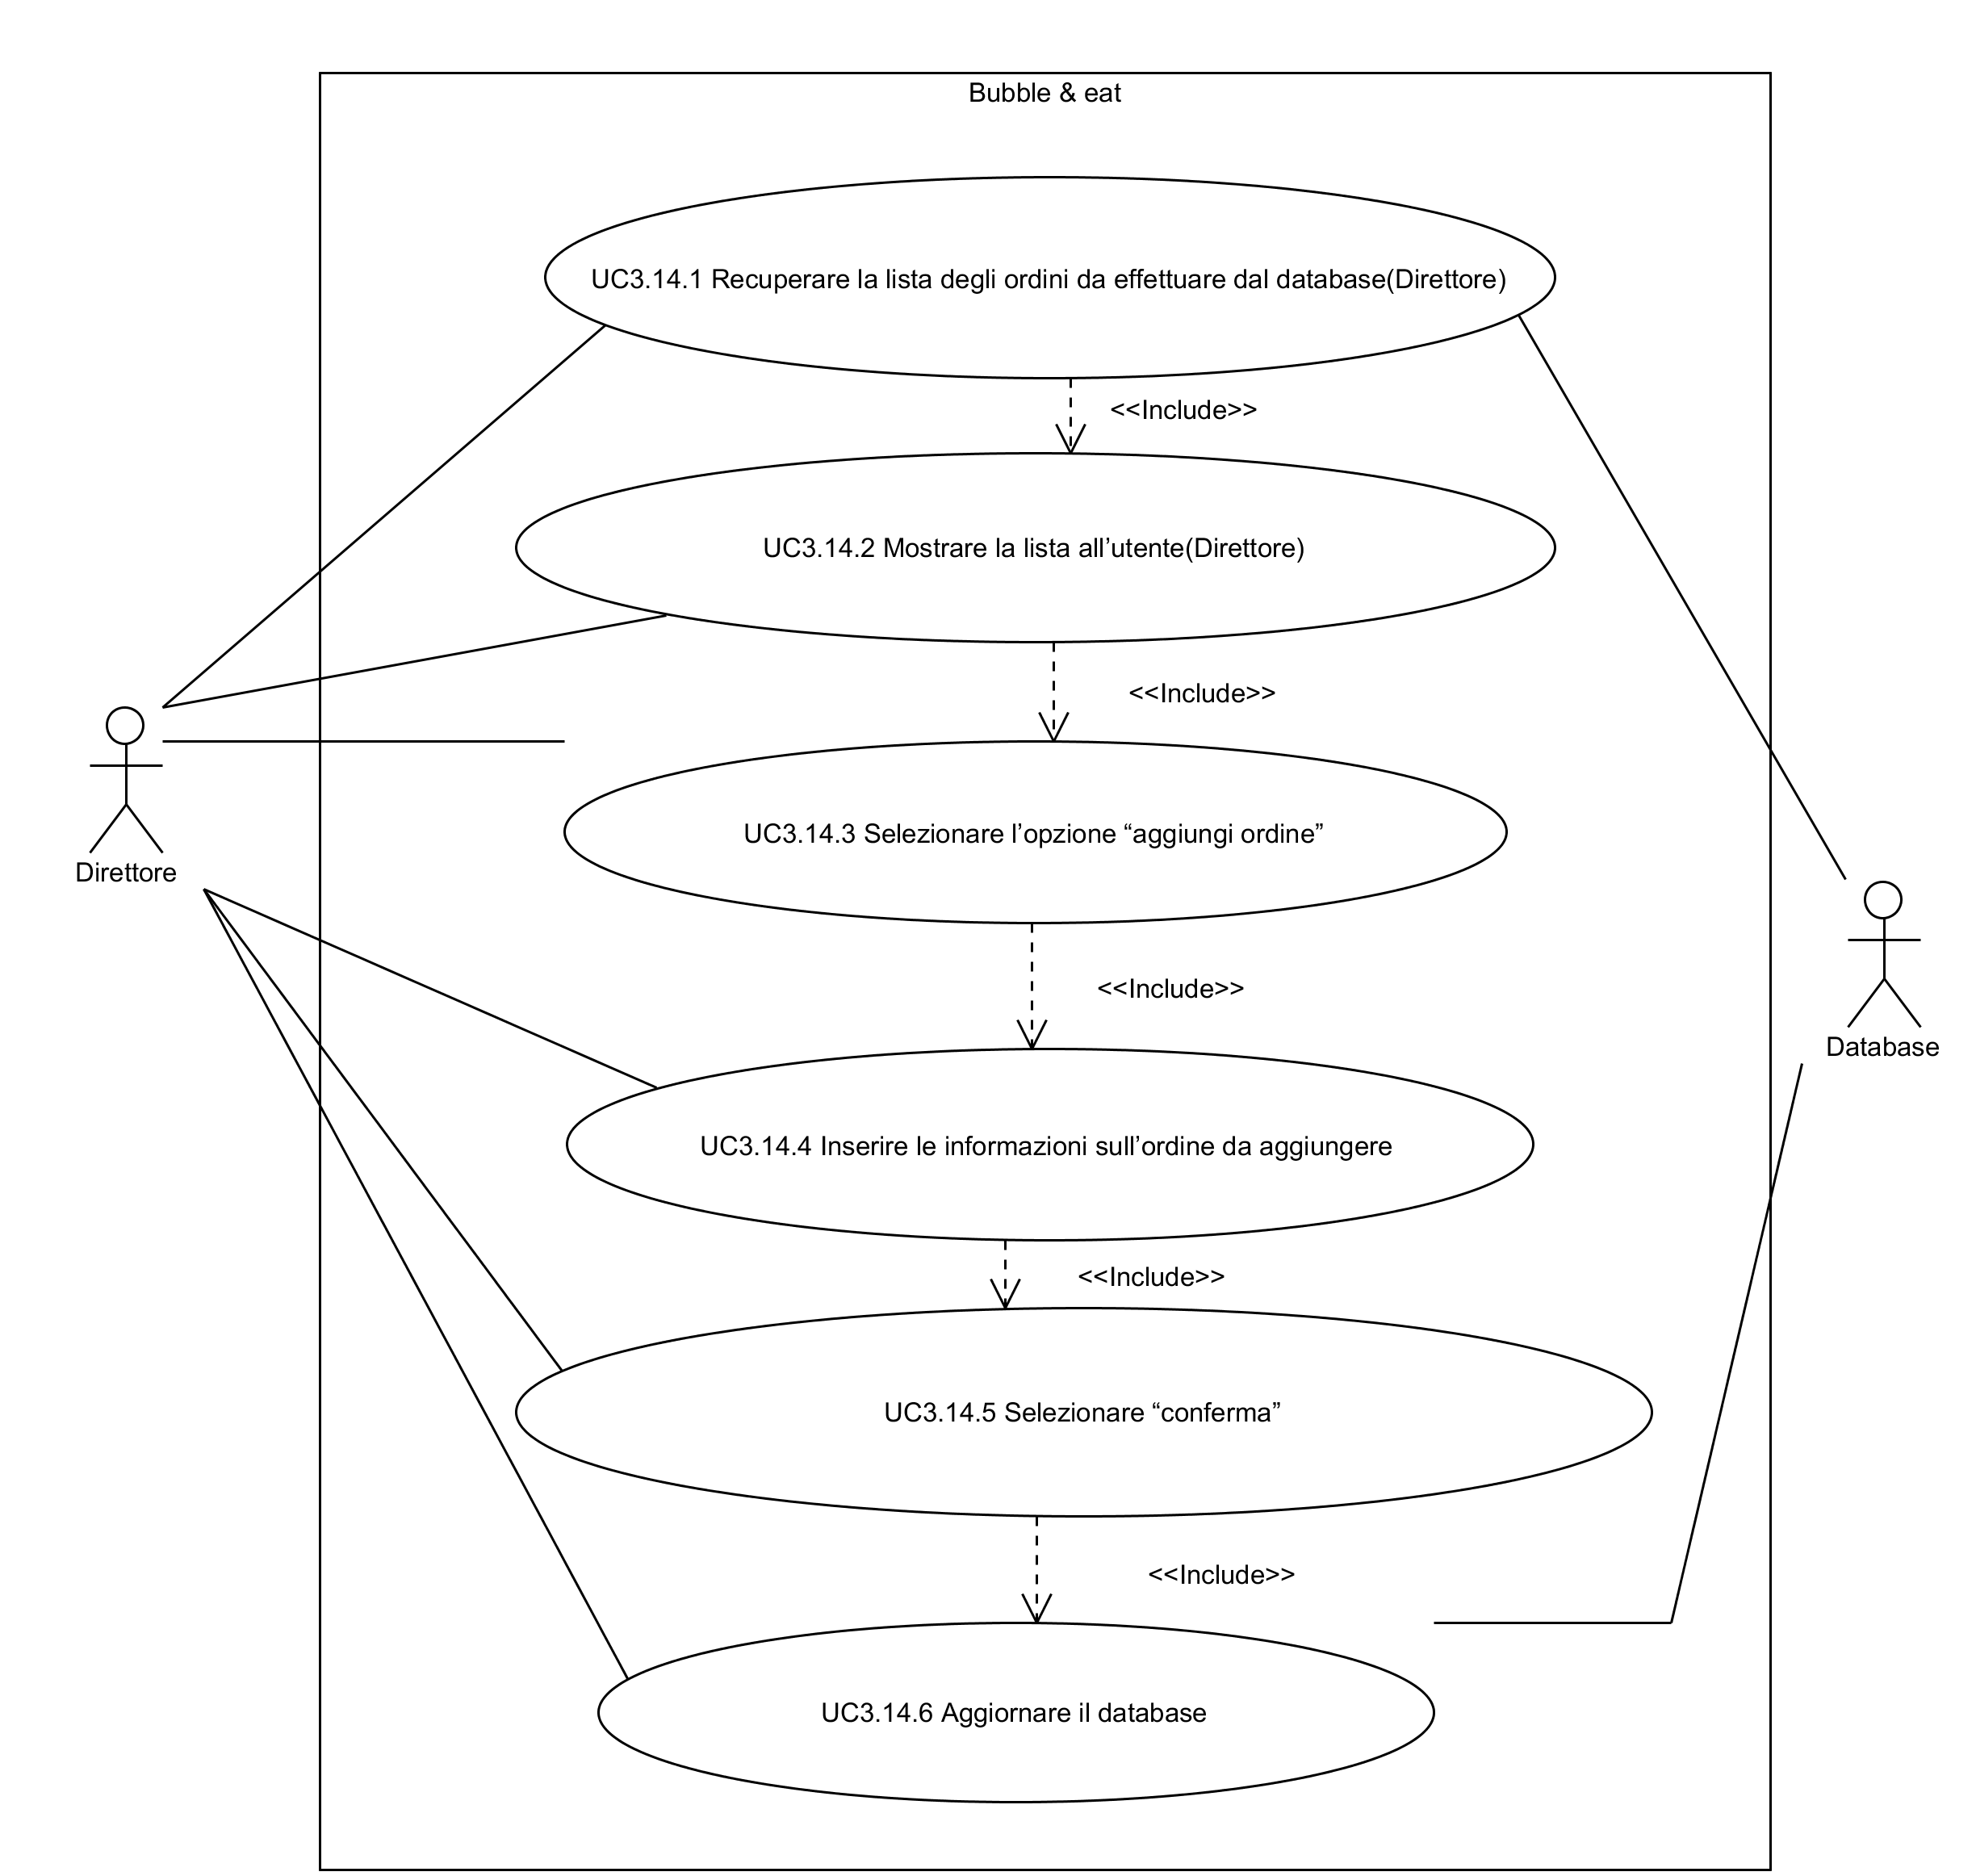 Bubble & eat
UC3.14.1 Recuperare la lista degli ordini da effettuare dal database(Direttore)
<<Include>>
UC3.14.2 Mostrare la lista all’utente(Direttore)
<<Include>>
UC3.14.3 Selezionare l’opzione “aggiungi ordine”
Direttore
<<Include>>
Database
UC3.14.4 Inserire le informazioni sull’ordine da aggiungere
<<Include>>
UC3.14.5 Selezionare “conferma”
<<Include>>
UC3.14.6 Aggiornare il database